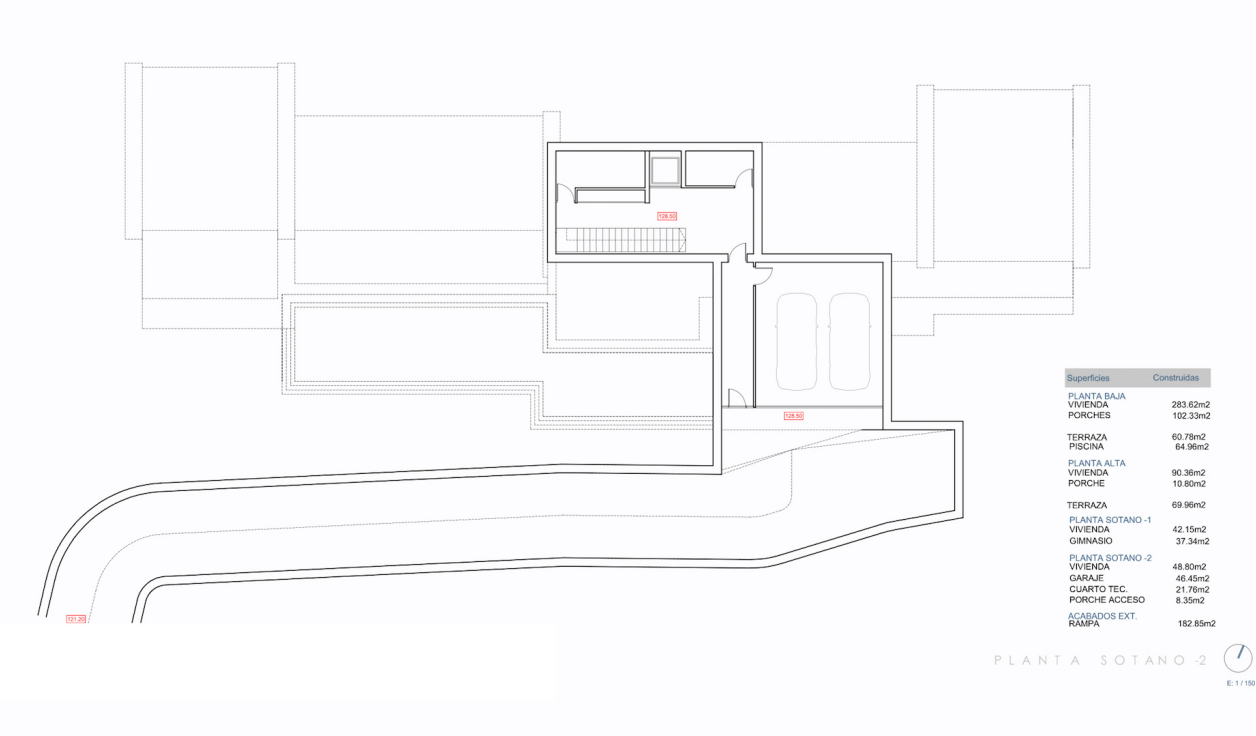 128.50
128.50
121.20
Superficies Construidas
PLANTA BAJA
VIVIENDA 283.62m2
PORCHES 102.33m2
TERRAZA 60.78m2
PISCINA 64.96m2
PLANTA ALTA
VIVIENDA 90.36m2
PORCHE 10.80m2
TERRAZA 69.96m2
PLANTA SOTANO -1
VIVIENDA 42.15m2
GIMNASIO 37.34m2
PLANTA SOTANO -2
VIVIENDA 48.80m2
GARAJE 46.45m2
CUARTO TEC. 21.76m2
PORCHE ACCESO 8.35m2
ACABADOS EXT.
RAMPA 182.85m2
PLANTA SOTANO -2
E: 1 / 150